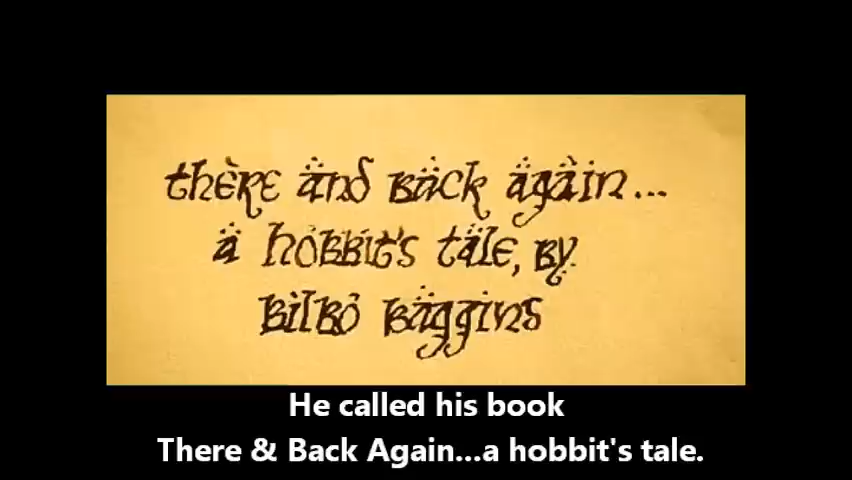 there and back again...
a hobbit's tale, by
bilbo baggins
He called his book
There & Back Again...a hobbit's tale.